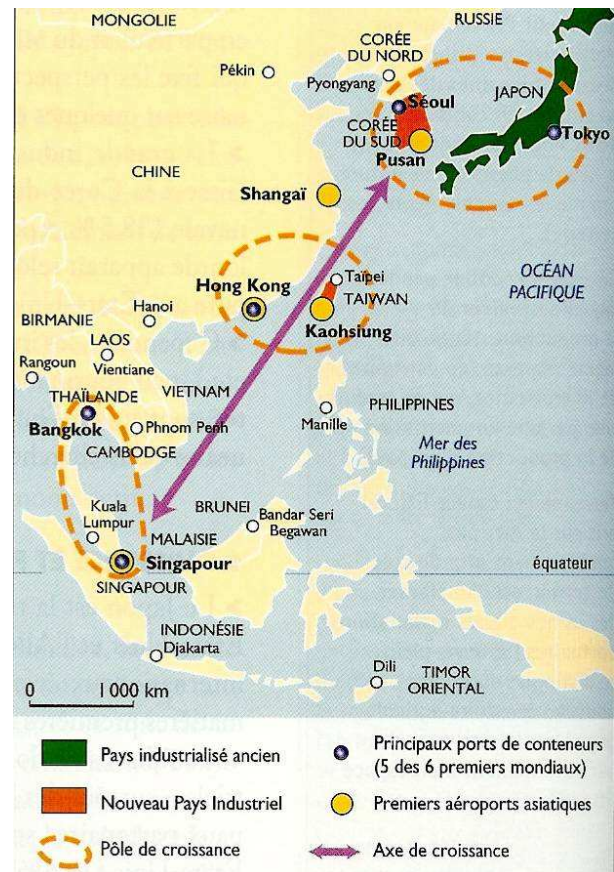 MONGOLIE
RUSSIE
CORÉE
DU NORD
Pékin
Pyongyang
Séoul
JAPON
CORÉE
DU SUD
Tokyo
Pusan
CHINE
Shangaï
OCÉAN
PACIFIQUE
Taïpei
Hong Kong
TAIWAN
Hanoi
Kaohsiung
BIRMANIE
LAOS
Rangoun
Vientiane
THAÏLANDE
VIETNAM
PHILIPPINES
Bangkok
Phnom Penh
Manille
CAMBODGE
Mer des
Philippines
Kuala
Lumpur
BRUNEI
Bandar Seri
Begawan
MALAISIE
Singapour
équateur
SINGAPOUR
INDONÉSIE
Djakarta
Dili
TIMOR
ORIENTAL
0 1 000 km
Pays industrialisé ancien
Principaux ports de conteneurs
(5 des 6 premiers mondiaux)
Nouveau Pays Industriel
Premiers aéroports asiatiques
Pôle de croissance
Axe de croissance